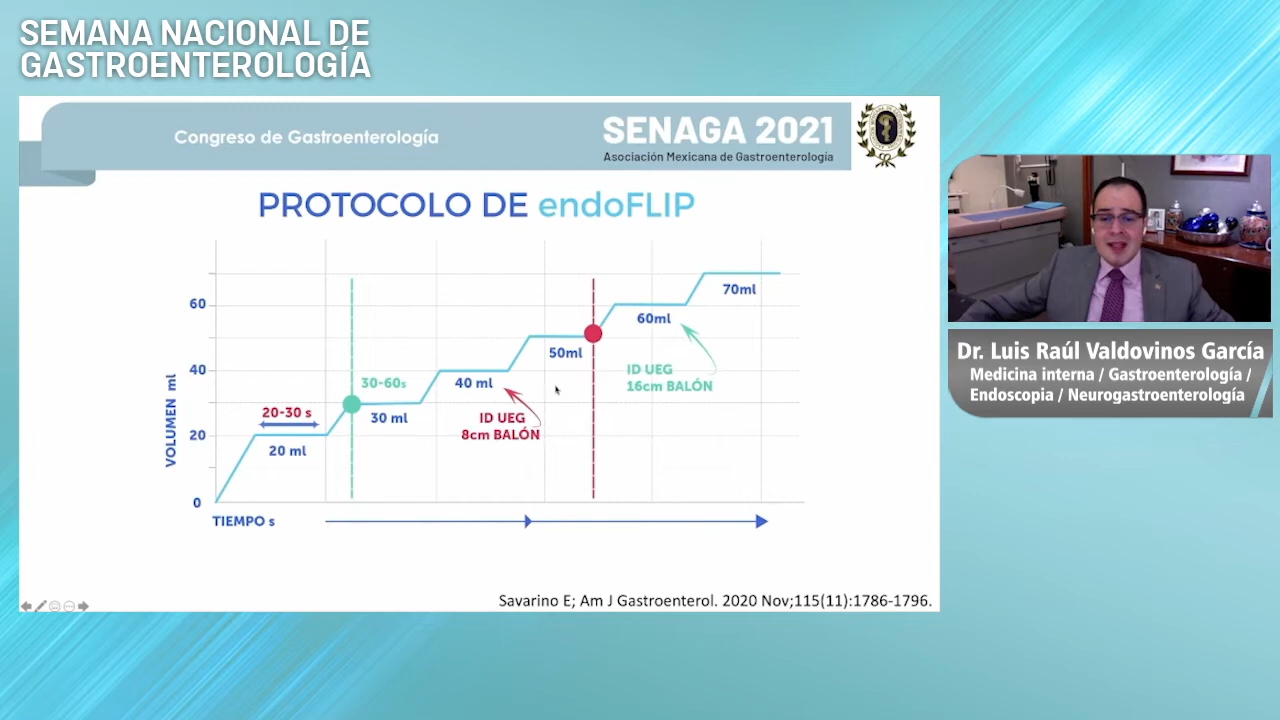 SEMANA NACIONAL DE
GASTROENTEROLOGÍA
Congreso de Gastroenterología
SENAGA 2021
Asociación Mexicana de Gastroenterología
PROTOCOLO DE endoFLIP
VOLUMEN ml
60
40
20
0
20-30 s
20 ml
30-60s
30 ml
40 ml
ID UEG
8cm BALÓN
50ml
60ml
ID UEG
16cm BALÓN
70ml
TIEMPO s
Savarino E; Am J Gastroenterol. 2020 Nov;115(11):1786-1796.
Dr. Luis Raúl Valdovinos García
Medicina interna / Gastroenterología /
Endoscopia / Neurogastroenterología